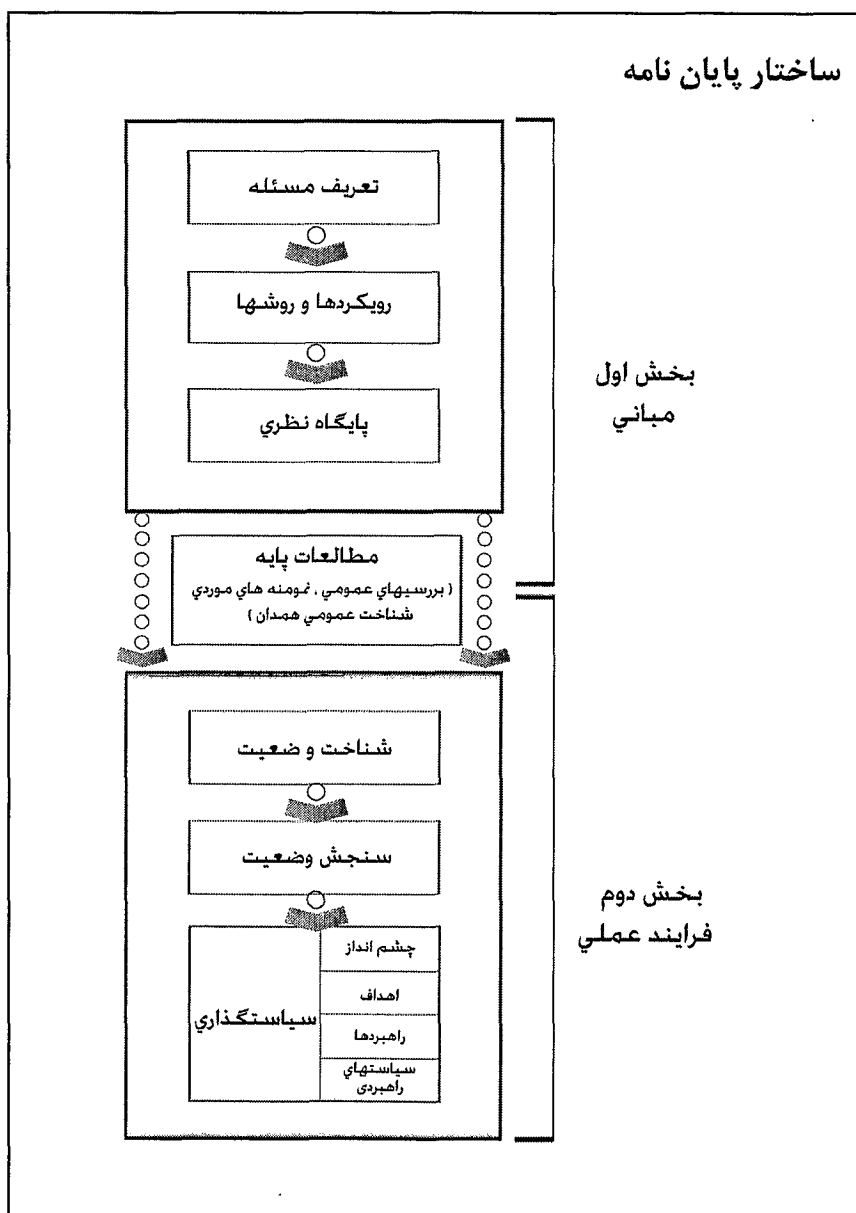 ساختار پایان نامه
تعریف مسئله
رویکردها و روشها
پایگاه نظري
بخش اول
مباني
مطالعات پایه
( بررسیهاي عمومي ، نمومنه هاي موردي
شناخت عمومي همدان )
شناخت و ضعیت
سنجش وضعیت
سیاستگذاري
چشم انداز
اهداف
راهبردها
سیاستهاي
راهبردی
بخش دوم
فرایند عملي